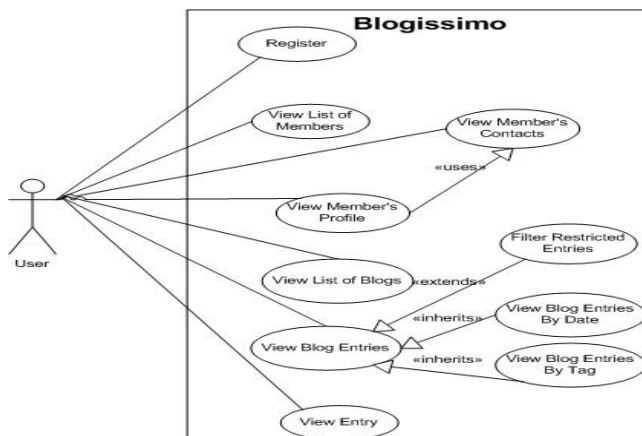 Blogissimo
Register
View List of
Members
View Member's
Contacts
«uses»
View Member's
Profile
User
Filter Restricted
Entries
View List of Blogs
«extends»
«inherits»
View Blog Entries
By Date
View Blog Entries
«inherits»
View Blog Entries
By Tag
View Entry